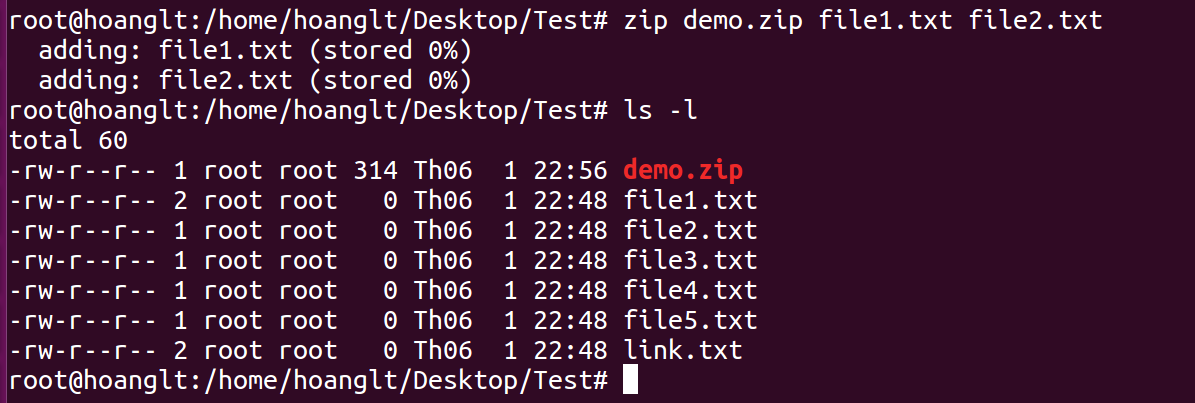 root@hoanglt:/home/hoanglt/Desktop/Test# zip demo.zip file1.txt file2.txt
  adding: file1.txt (stored 0%)
  adding: file2.txt (stored 0%)
root@hoanglt:/home/hoanglt/Desktop/Test# ls -l
total 60
-rw-r--r-- 1 root root 314 Th06  1 22:56 demo.zip
-rw-r--r-- 2 root root   0 Th06  1 22:48 file1.txt
-rw-r--r-- 1 root root   0 Th06  1 22:48 file2.txt
-rw-r--r-- 1 root root   0 Th06  1 22:48 file3.txt
-rw-r--r-- 1 root root   0 Th06  1 22:48 file4.txt
-rw-r--r-- 1 root root   0 Th06  1 22:48 file5.txt
-rw-r--r-- 2 root root   0 Th06  1 22:48 link.txt
root@hoanglt:/home/hoanglt/Desktop/Test#